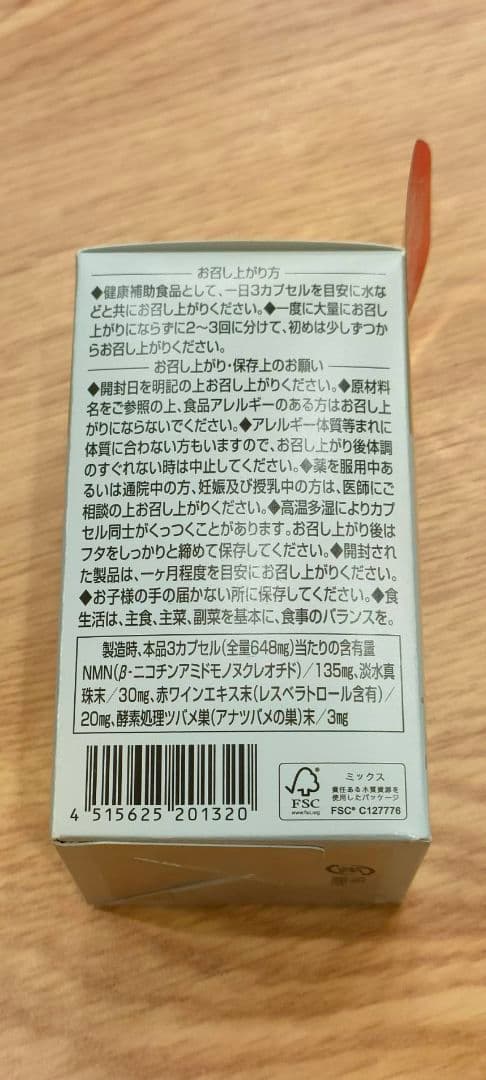 お召し上がり方
◆健康補助食品として、一日3カプセルを目安に水な
どと共にお召し上がりください。◆一度に大量にお召し
上がりにならずに2〜3回に分けて、初めは少しずつか
らお召し上がりください。
お召し上がり・保存上のお願い
◆開封日を明記の上お召し上がりください。◆原材料
名をご参照の上、食品アレルギーのある方はお召し上
がりにならないでください。◆アレルギー体質等まれに
体質に合わない方もいますので、お召し上がり後体調
のすぐれない時は中止してください。◆薬を服用中あ
るいは通院中の方、妊娠及び授乳中の方は、医師にご
相談の上お召し上がりください。◆高温多湿によりカプ
セル同士がくっつくことがあります。お召し上がり後は
フタをしっかりと締めて保存してください。◆開封され
た製品は、一ヶ月程度を目安にお召し上がりください。
◆お子様の手の届かない所に保存してください。◆食
生活は、主食、主菜、副菜を基本に、食事のバランスを。
製造時、本品3カプセル(全量648mg)当たりの含有量
NMN(β-ニコチンアミドモノヌクレオチド)/135mg、淡水真
珠末/30mg、赤ワインエキス末(レスベラトロール含有)/
20mg、酵素処理ツバメ巣(アナツバメの巣)末/3mg
4 515625 201320
FSC
www.fsc.org
ミックス
責任ある木質資源を
使用したパッケージ
FSC® C127776